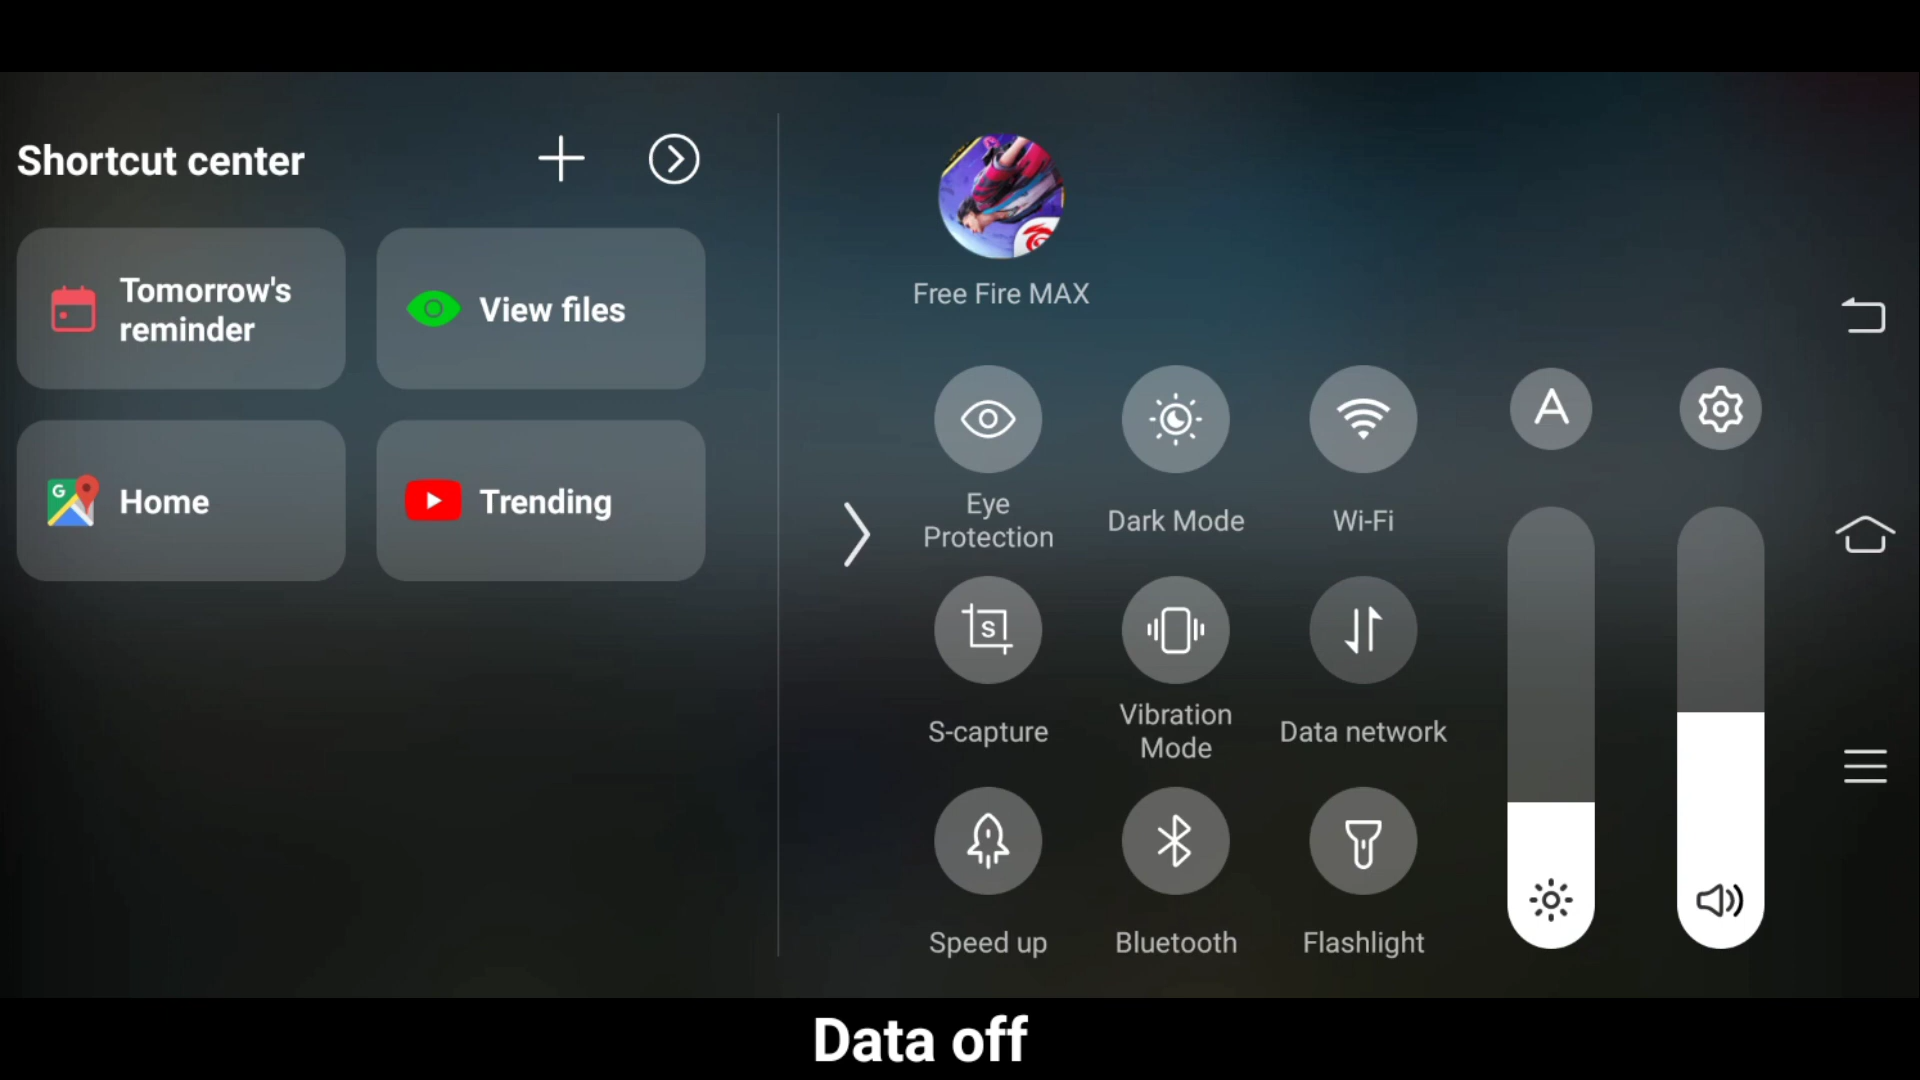 Shortcut center
Tomorrow's
reminder
View files
Home
Trending
Free Fire MAX
Eye
Protection
Dark Mode
Wi-Fi
A
S-capture
Vibration
Mode
Data network
Speed up
Bluetooth
Flashlight
Data off